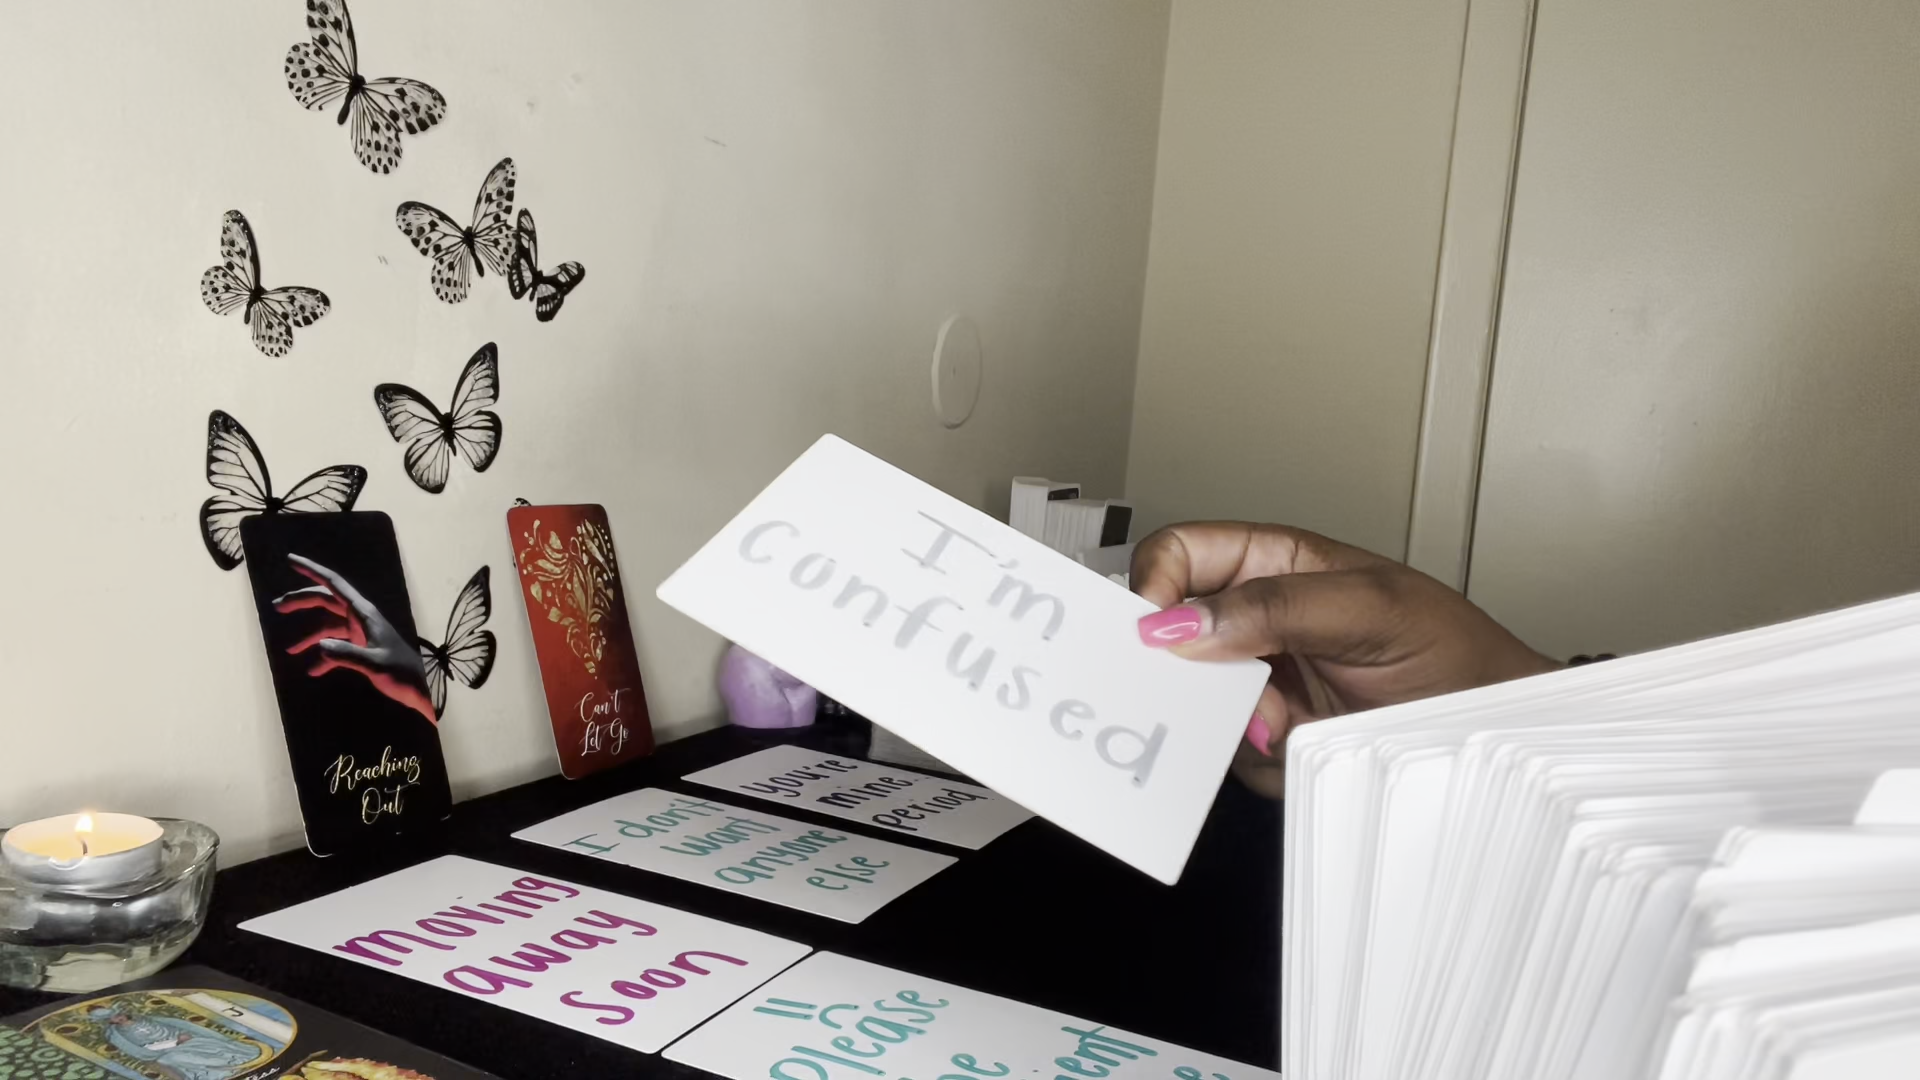 I'm
confused
Reaching
Out
Can't
Let Go
you're
mine...
period
I don't
want
anyone
else
moving
away
soon
Please